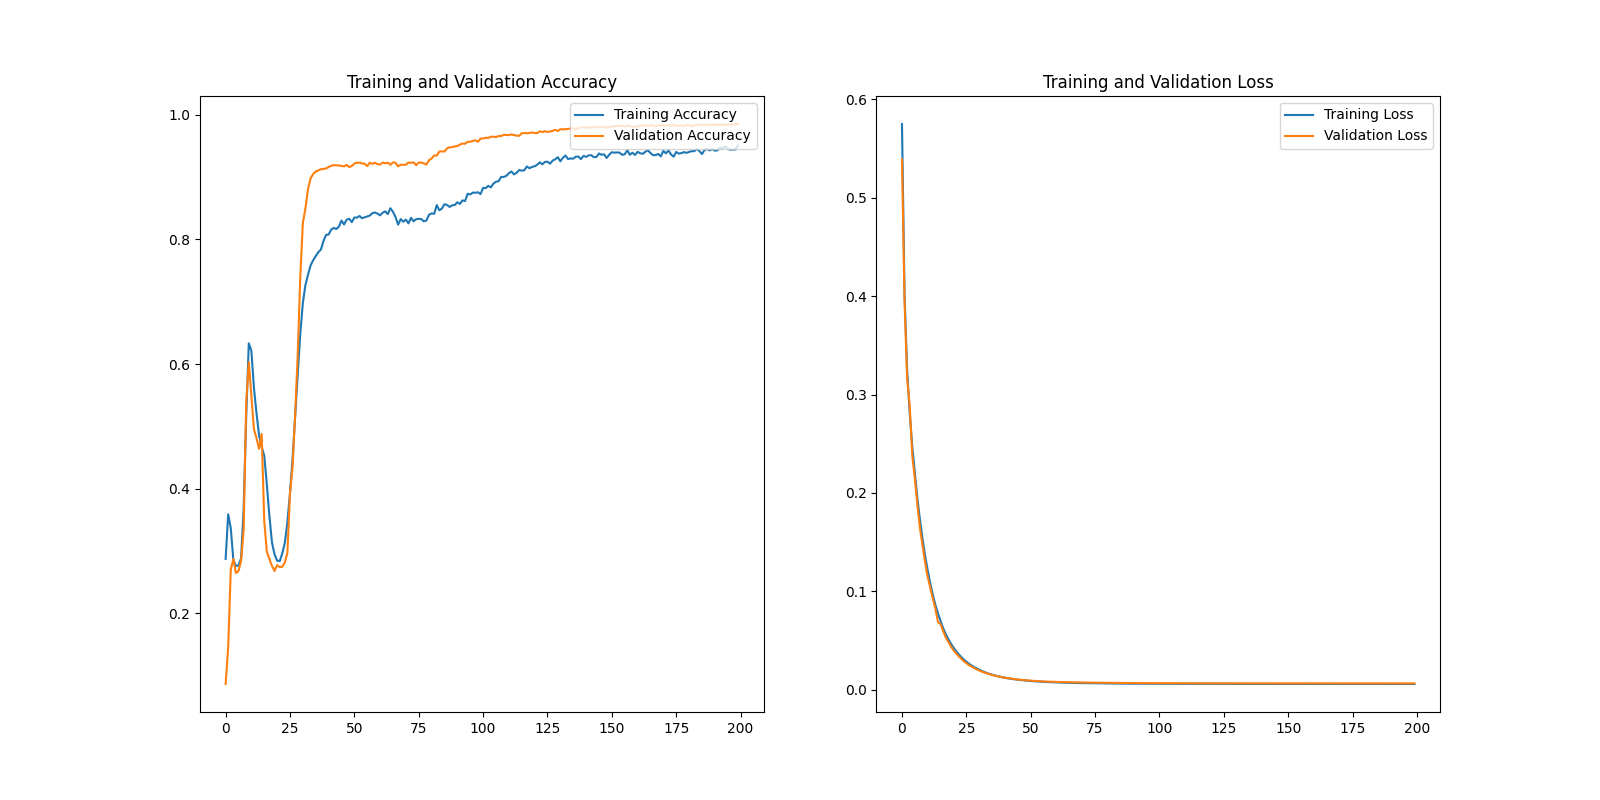 Training and Validation Accuracy
Training Accuracy
Validation Accuracy
1.0
0.8
0.6
0.4
0.2
0 25 50 75 100 125 150 175 200
Training and Validation Loss
Training Loss
Validation Loss
0.6
0.5
0.4
0.3
0.2
0.1
0.0
0 25 50 75 100 125 150 175 200